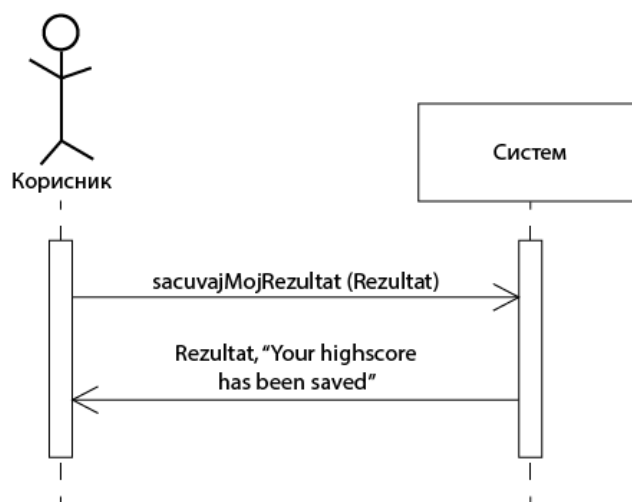 Корисник
Систем
sacuvajMojRezultat (Rezultat)
Rezultat, “Your highscore
has been saved”